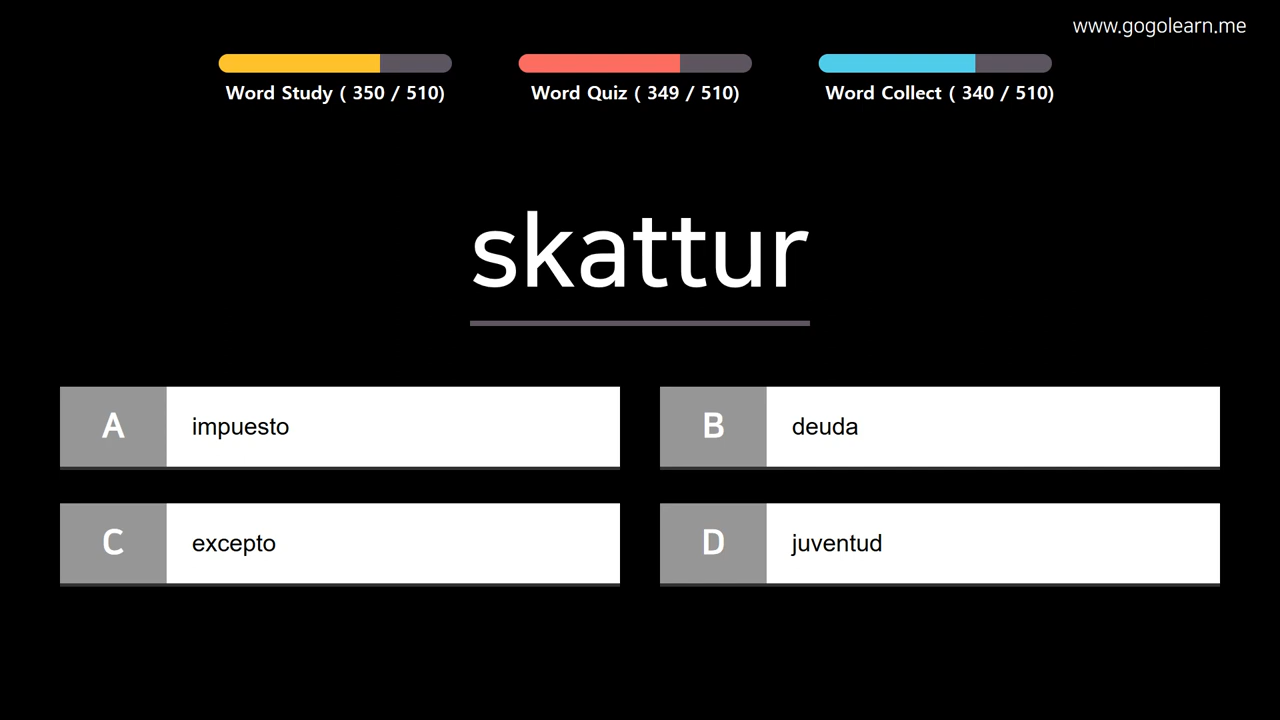 www.gogolearn.me
Word Study ( 350 / 510)
Word Quiz ( 349 / 510)
Word Collect ( 340 / 510)
skattur
A
impuesto
B
deuda
C
excepto
D
juventud